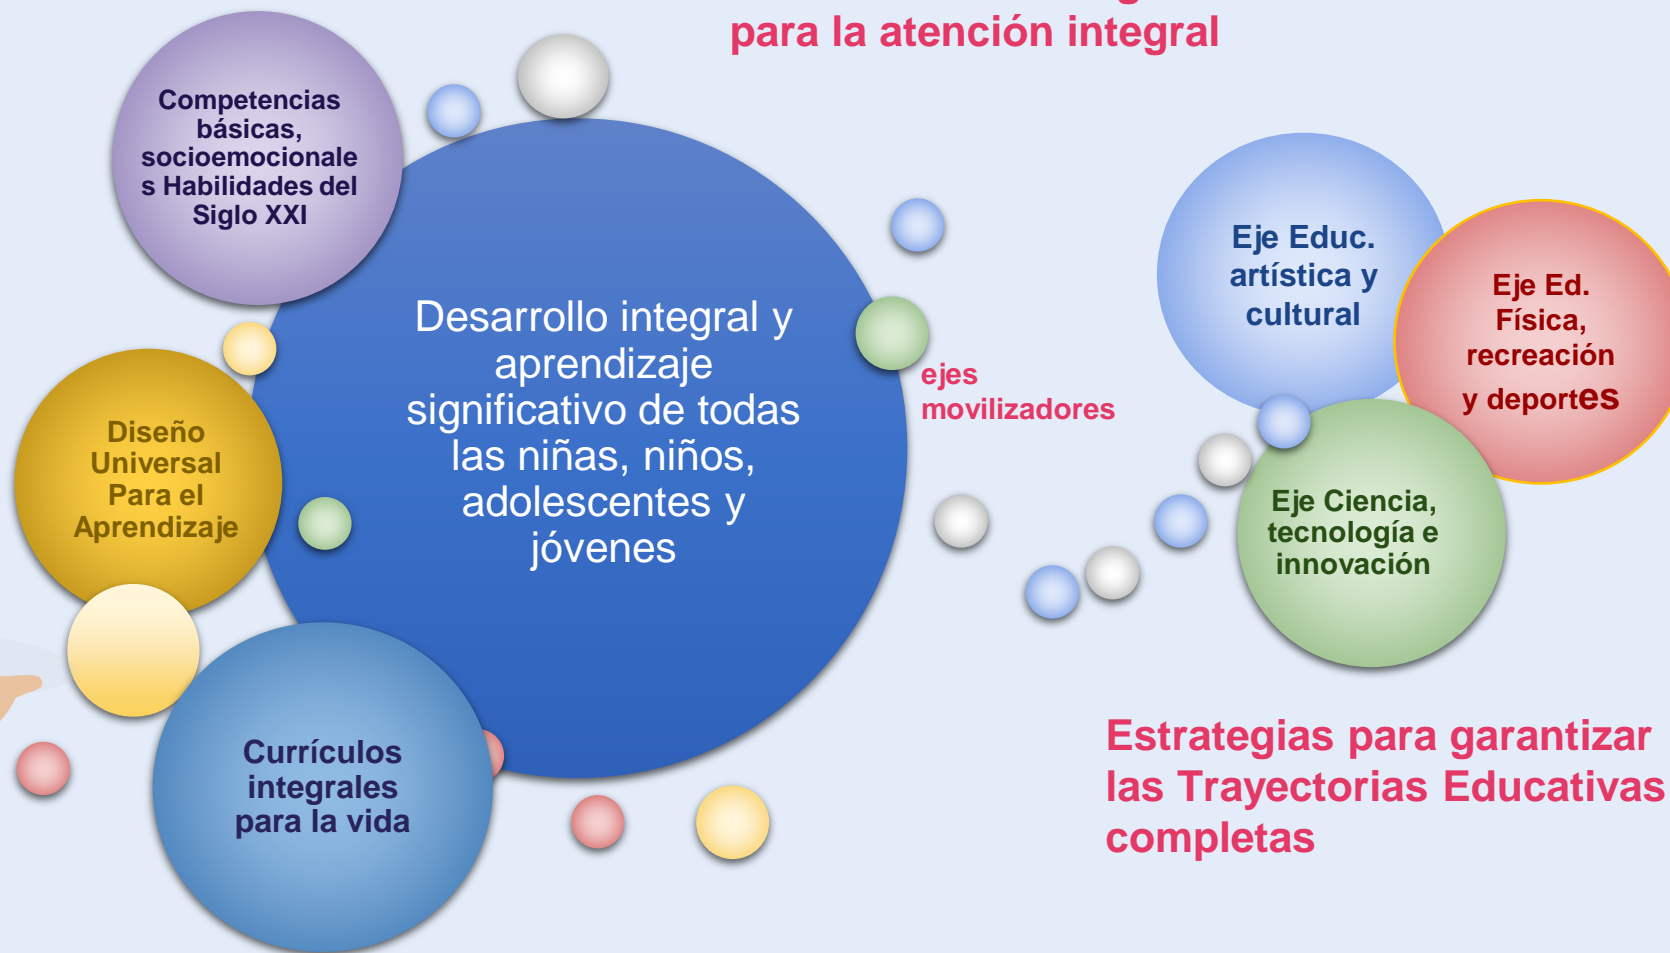 para la atención integral
Competencias
básicas,
socioemocionale
s Habilidades del
Siglo XXI
Desarrollo integral y
aprendizaje
significativo de todas
las niñas, niños,
adolescentes y
jóvenes
Diseño
Universal
Para el
Aprendizaje
Currículos
integrales
para la vida
ejes
movilizadores
Eje Educ.
artística y
cultural
Eje Ed.
Física,
recreación
y deportes
Eje Ciencia,
tecnología e
innovación
Estrategias para garantizar
las Trayectorias Educativas
completas